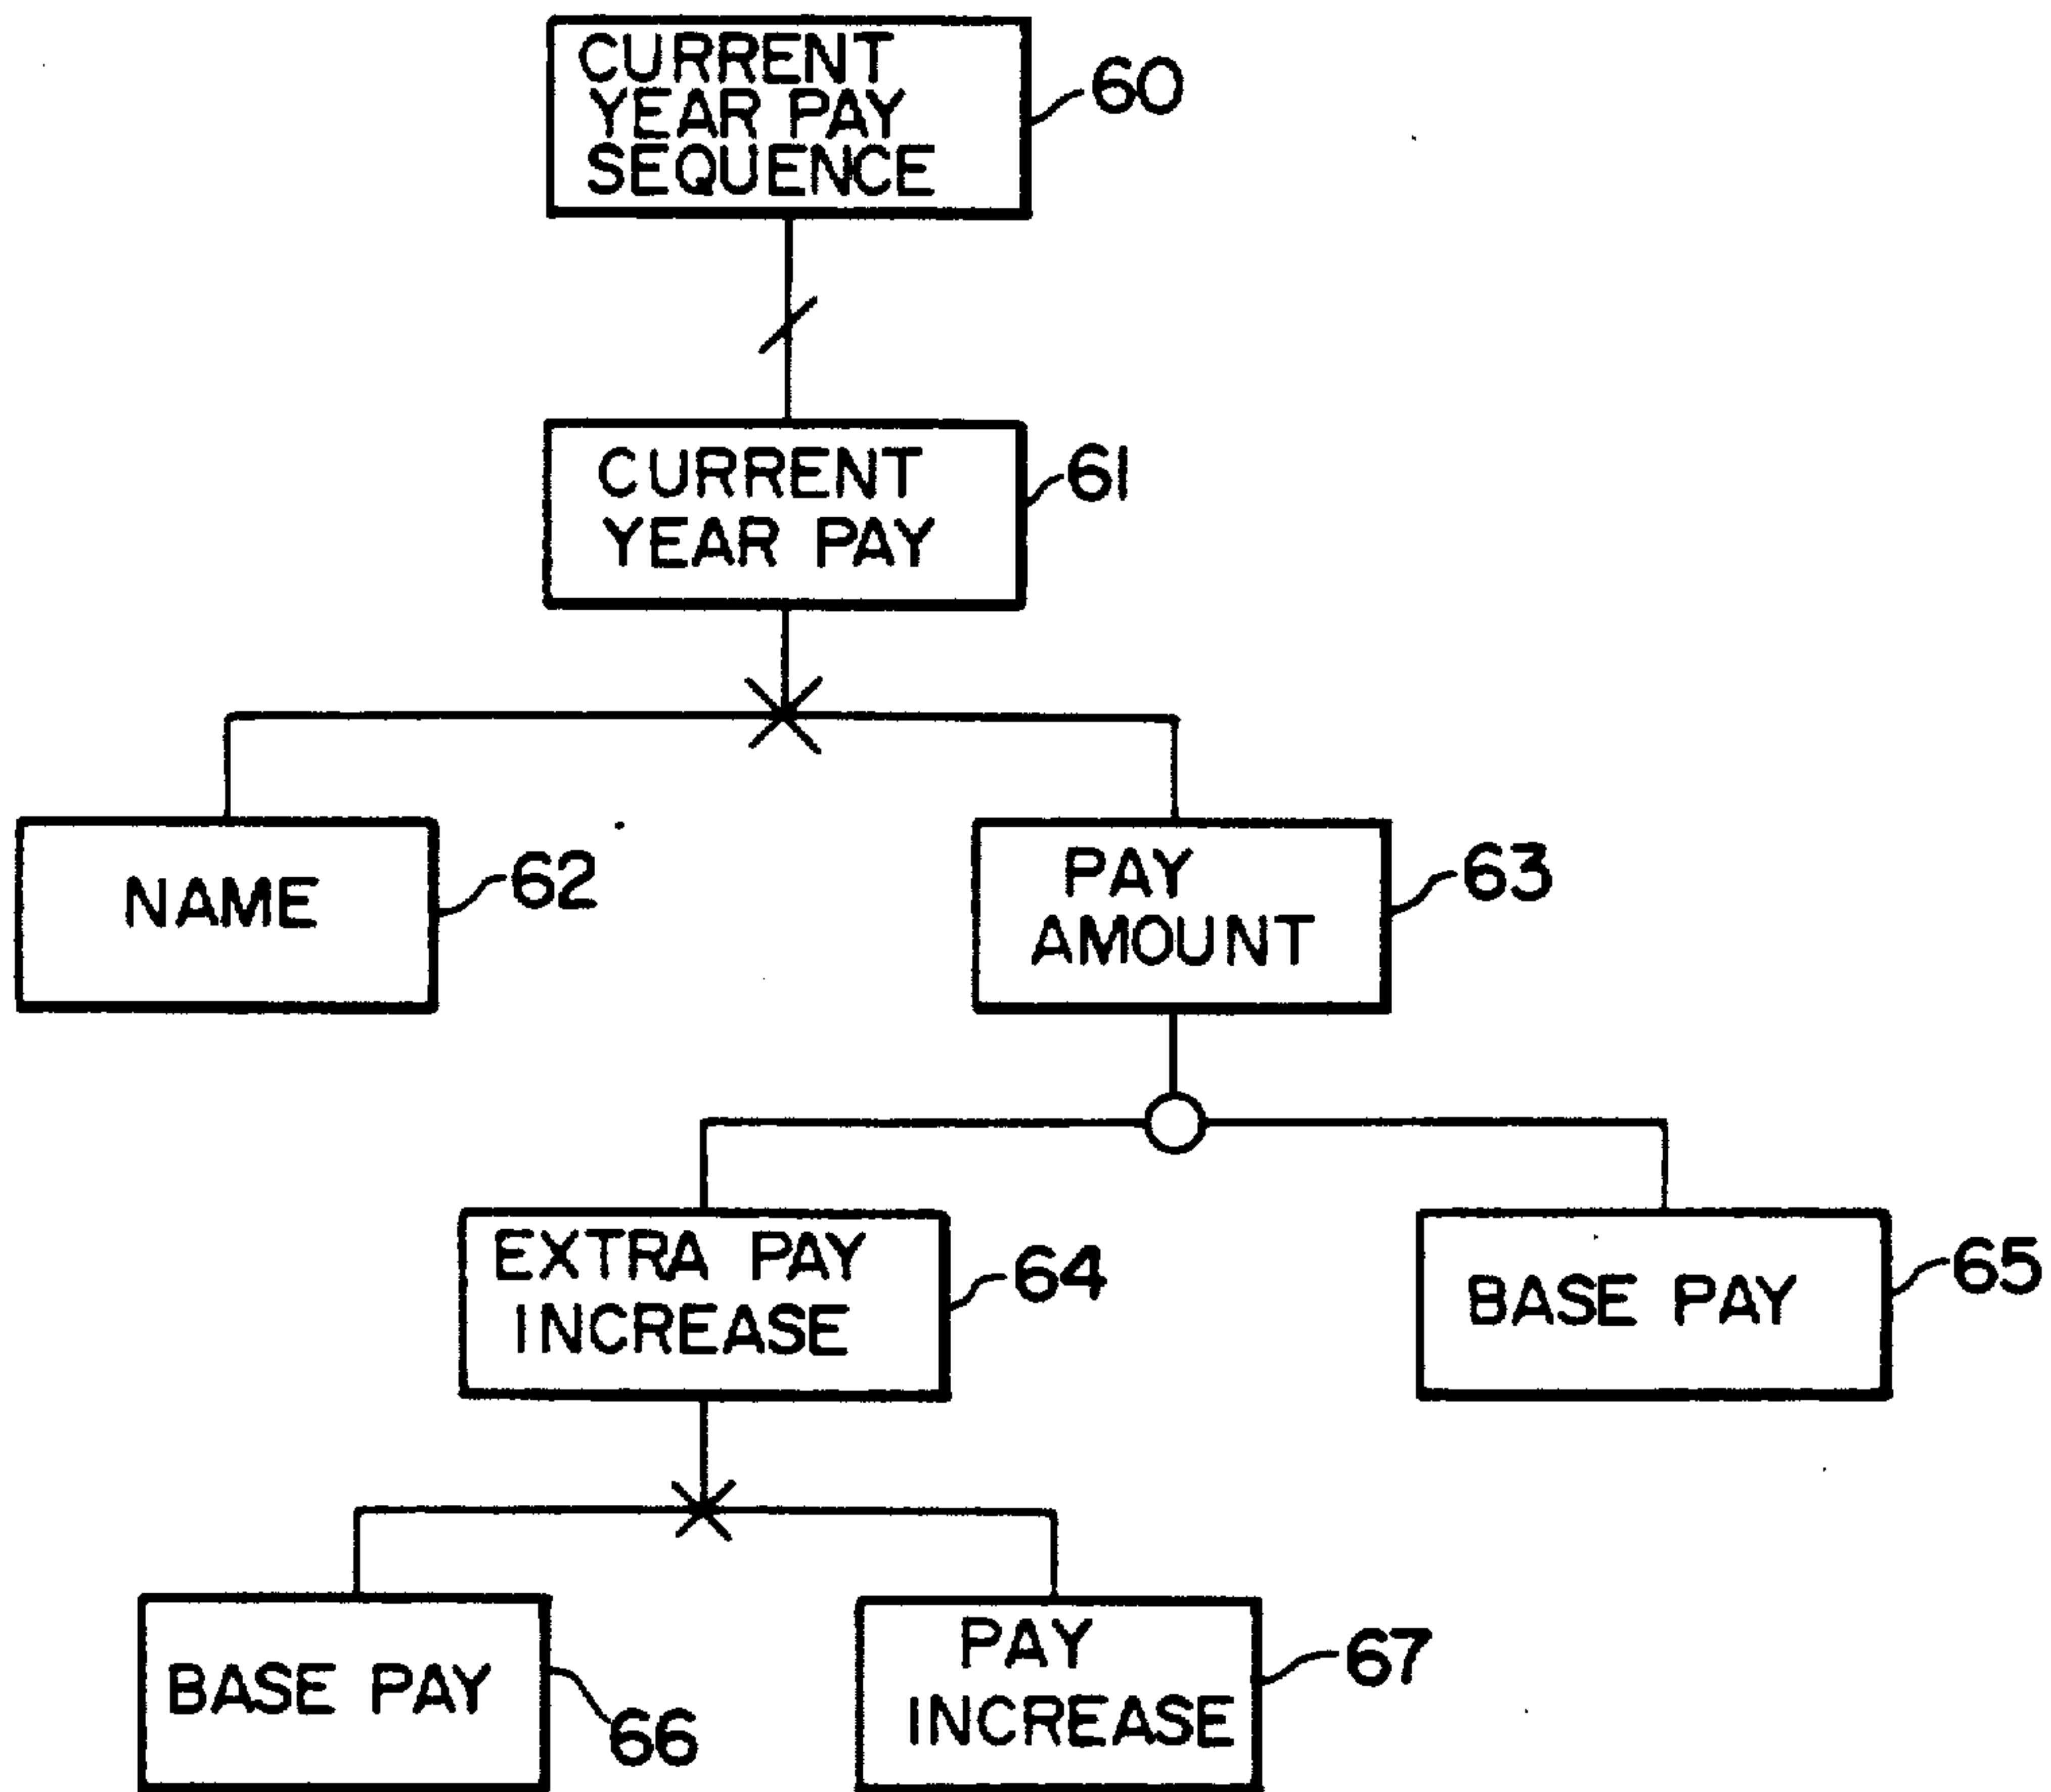 CURRENT
YEAR PAY
SEQUENCE
60
CURRENT
YEAR PAY
61
NAME
62
PAY
AMOUNT
63
EXTRA PAY
INCREASE
64
BASE PAY
65
BASE PAY
66
PAY
INCREASE
67